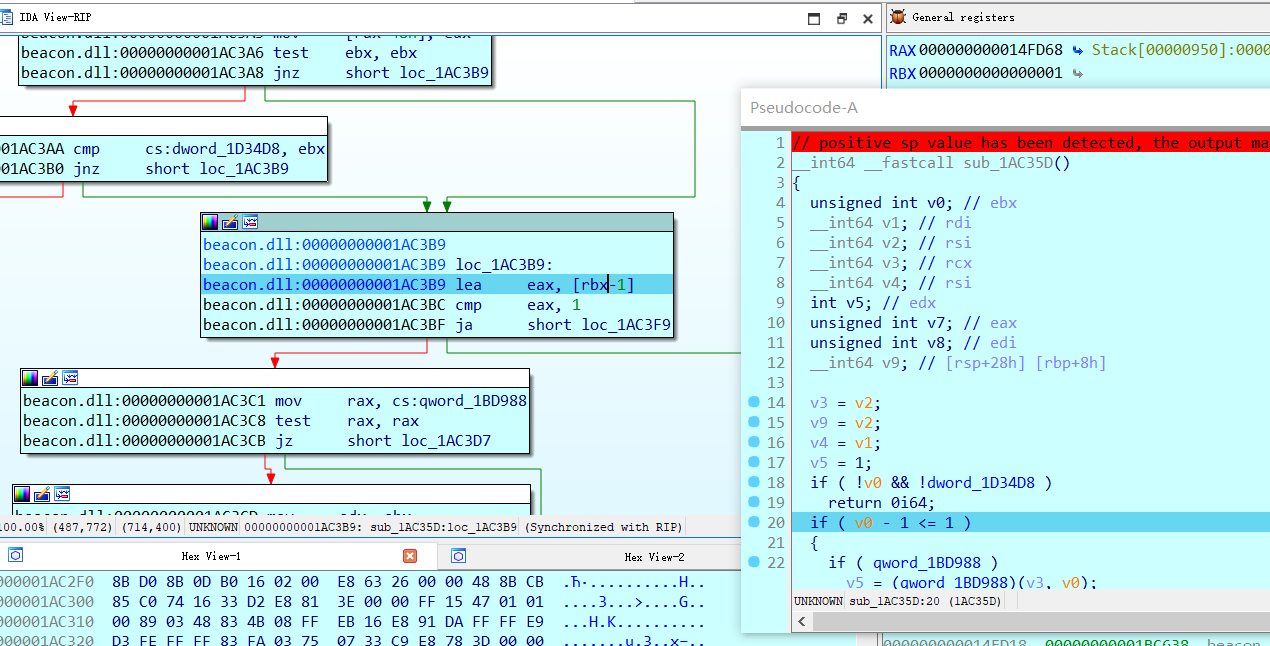 IDA View-RIP
beacon.dll:00000000001AC3A6 test ebx, ebx
beacon.dll:00000000001AC3A8 jnz short loc_1AC3B9
001AC3AA cmp cs:dword_1D34D8, ebx
001AC3B0 jnz short loc_1AC3B9
beacon.dll:00000000001AC3B9
beacon.dll:00000000001AC3B9 loc_1AC3B9:
beacon.dll:00000000001AC3B9 lea eax, [rbx-1]
beacon.dll:00000000001AC3BC cmp eax, 1
beacon.dll:00000000001AC3BF ja short loc_1AC3F9
beacon.dll:00000000001AC3C1 mov rax, cs:qword_1BD988
beacon.dll:00000000001AC3C8 test rax, rax
beacon.dll:00000000001AC3CB jz short loc_1AC3D7
100.00% (487,772) (714,400) UNKNOWN 00000000001AC3B9: sub_1AC35D:loc_1AC3B9 (Synchronized with RIP)
General registers
RAX 000000000014FD68 Stack[00000950]:0000
RBX 0000000000000001
Pseudocode-A
1 // positive sp value has been detected, the output ma
2 __int64 __fastcall sub_1AC35D()
3 {
4 unsigned int v0; // ebx
5 __int64 v1; // rdi
6 __int64 v2; // rsi
7 __int64 v3; // rcx
8 __int64 v4; // rsi
9 int v5; // edx
10 unsigned int v7; // eax
11 unsigned int v8; // edi
12 __int64 v9; // [rsp+28h] [rbp+8h]
13
14 v3 = v2;
15 v9 = v2;
16 v4 = v1;
17 v5 = 1;
18 if ( !v0 && !dword_1D34D8 )
19 return 0i64;
20 if ( v0 - 1 <= 1 )
21 {
22 if ( qword_1BD988 )
v5 = (qword_1BD988)(v3, v0);
UNKNOWN sub_1AC35D:20 (1AC35D)
Hex View-1
Hex View-2
000001AC2F0 8B D0 8B 0D B0 16 02 00 E8 63 26 00 00 48 8B CB
000001AC300 85 C0 74 16 33 D2 E8 81 3E 00 00 FF 15 47 01 01 ....3...>....G..
000001AC310 00 89 03 48 83 4B 08 FF EB 16 E8 91 DA FF FF E9 ...H.K..........
000001AC320 D3 FE FF FF 83 FA 03 75 07 33 C9 E8 78 3D 00 00 .......u.3..x=..